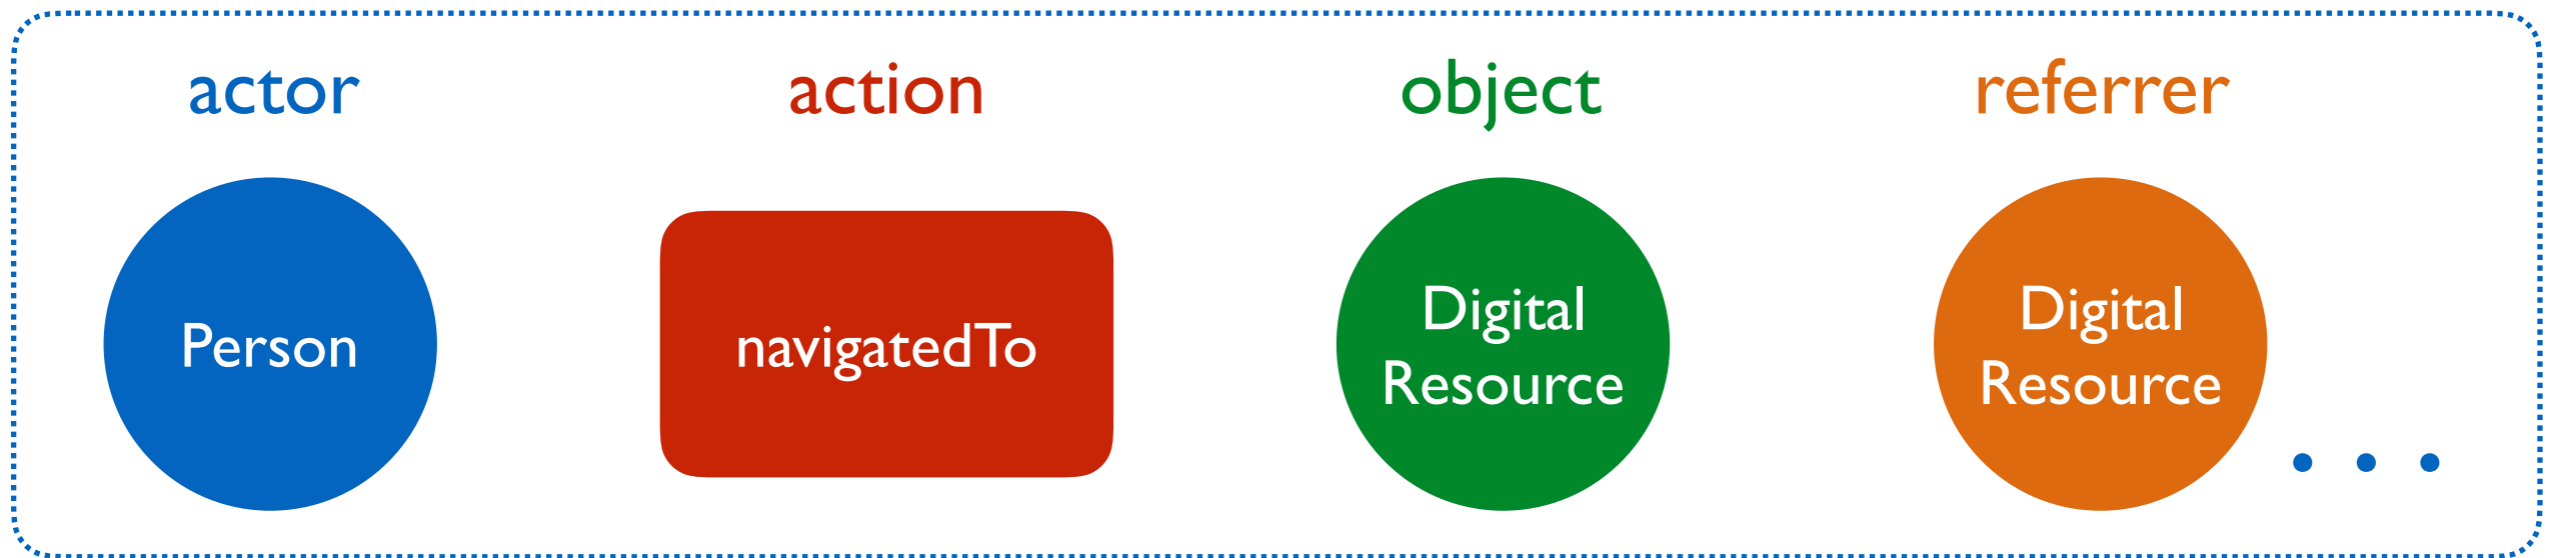 actor
action
object
referrer
Person
navigatedTo
Digital
Resource
Digital
Resource
. . .